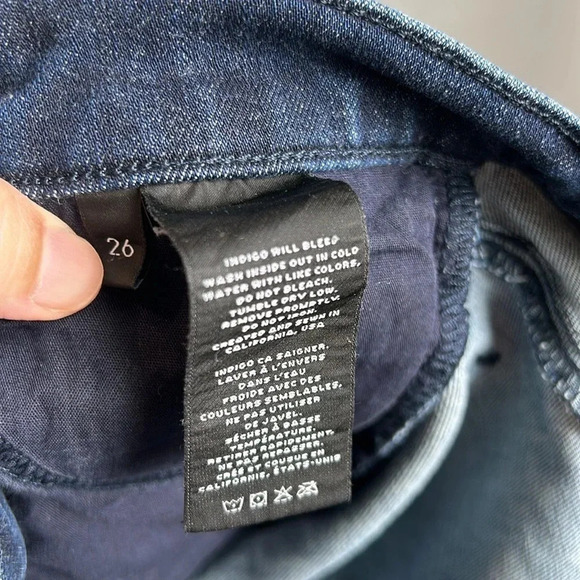 26
INDIGO WILL BLEED
WASH INSIDE OUT IN COLD
WATER WITH LIKE COLORS.
DO NOT BLEACH.
TUMBLE DRY LOW.
REMOVE PROMPTLY.
DO NOT IRON.
CREATED AND SEWN IN
CALIFORNIA, USA
INDIGO CA SAIGNER.
LAVER À L'ENVERS
DANS L'EAU
FROIDE AVEC DES
COULEURS SEMBLABLES.
NE PAS UTILISER
DE JAVEL.
SÉCHER À BASSE
TEMPÉRATURE.
RETIRER RAPIDEMENT.
NE PAS REPASSER.
CRÉÉ ET COUSU EN
CALIFORNIE, ÉTATS-UNIS